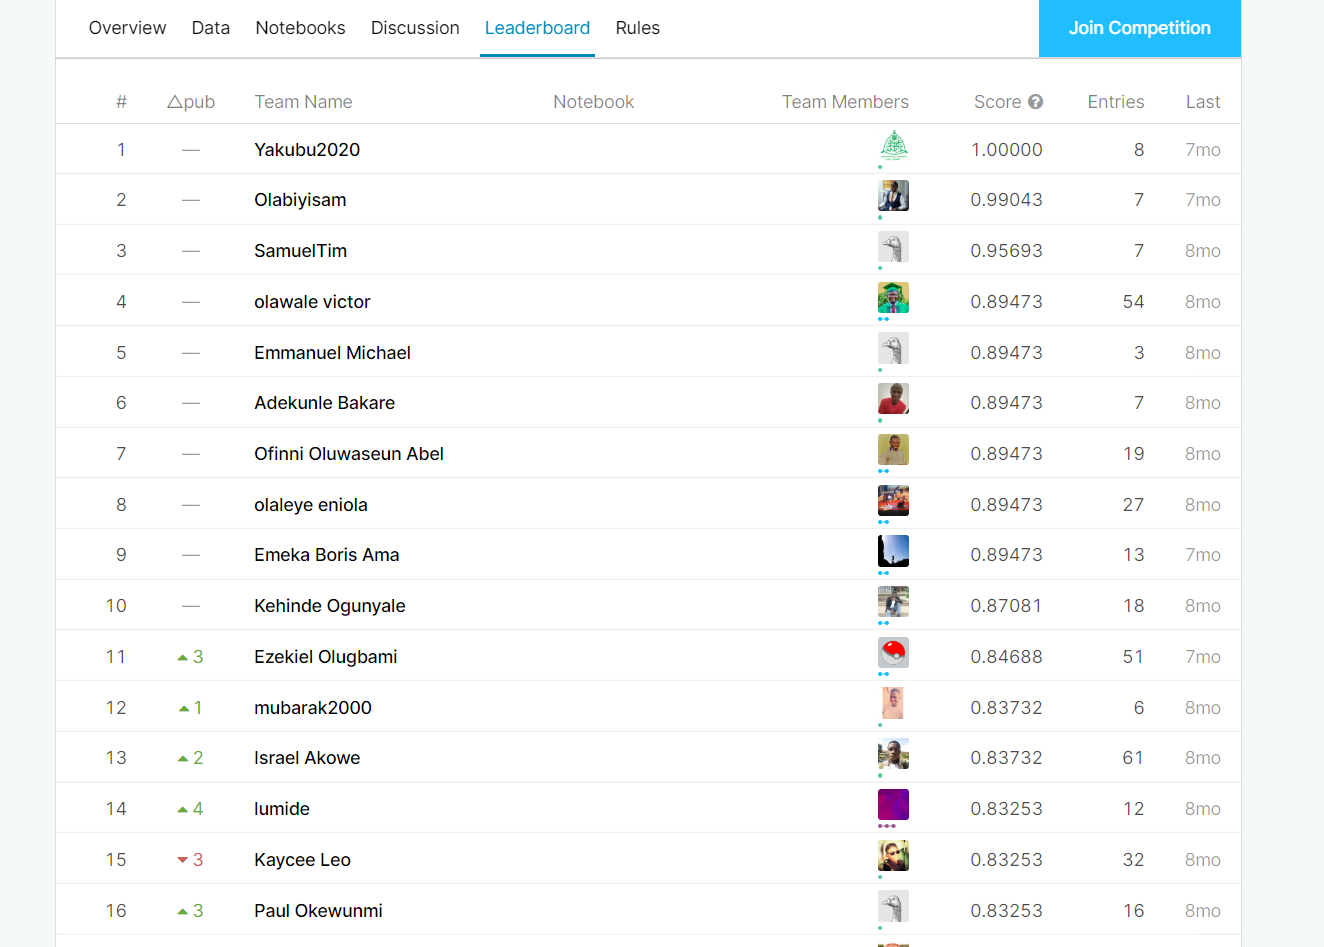 Overview Data Notebooks Discussion Leaderboard Rules Join Competition
# △pub Team Name Notebook Team Members Score ? Entries Last
1 — Yakubu2020 1.00000 8 7mo
2 — Olabiyisam 0.99043 7 7mo
3 — SamuelTim 0.95693 7 8mo
4 — olawale victor 0.89473 54 8mo
5 — Emmanuel Michael 0.89473 3 8mo
6 — Adekunle Bakare 0.89473 7 8mo
7 — Ofinni Oluwaseun Abel 0.89473 19 8mo
8 — olaleye eniola 0.89473 27 8mo
9 — Emeka Boris Ama 0.89473 13 7mo
10 — Kehinde Ogunyale 0.87081 18 8mo
11 ▲ 3 Ezekiel Olugbami 0.84688 51 7mo
12 ▲ 1 mubarak2000 0.83732 6 8mo
13 ▲ 2 Israel Akowe 0.83732 61 8mo
14 ▲ 4 lumide 0.83253 12 8mo
15 ▼ 3 Kaycee Leo 0.83253 32 8mo
16 ▲ 3 Paul Okewunmi 0.83253 16 8mo